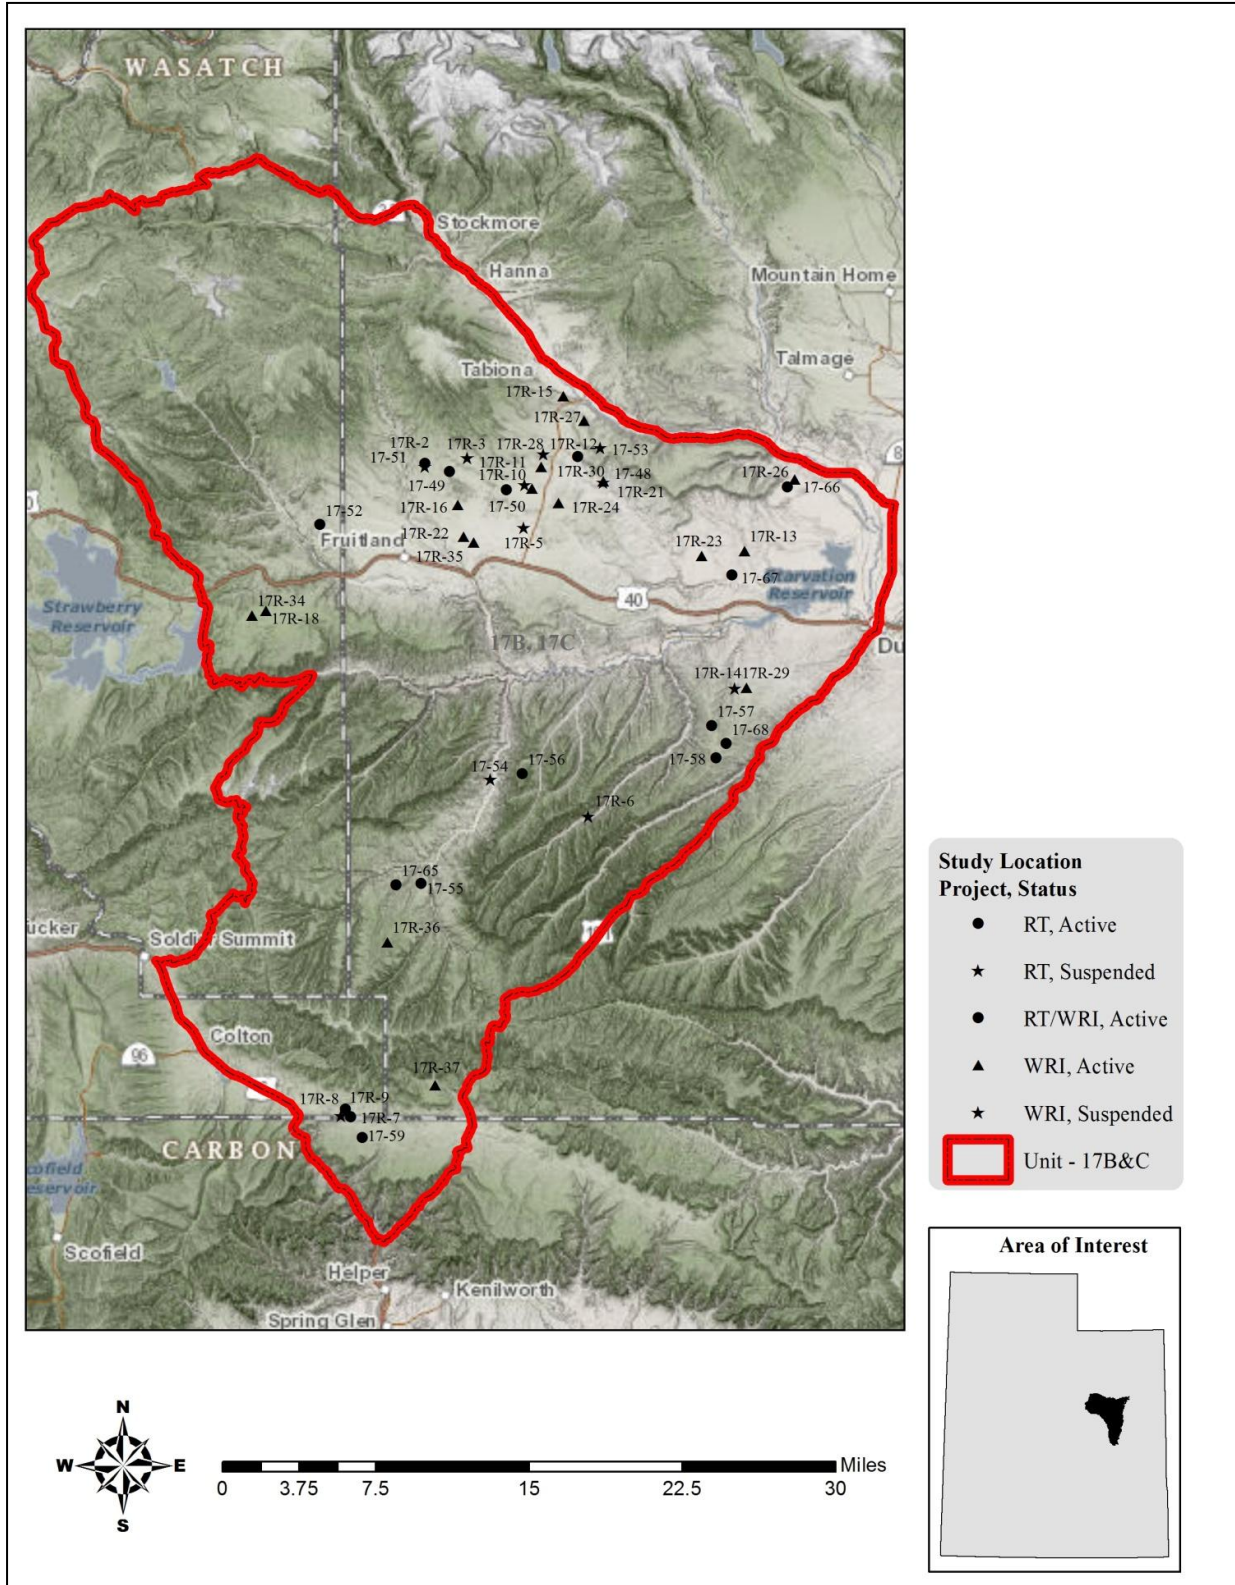 WASATCH
Stockmore
Hanna
Mountain Home
Talmage
Tabiona
17R-15
17R-27
8
17R-2
17R-3
17R-28
17R-12
17-53
17-51
17R-11
17R-30
17-48
17R-26
17-49
17R-10
17R-21
17-66
17-50
17R-24
17R-16
17-52
0
Fruitland
17R-22
17R-5
17R-35
17R-23
17R-13
17-67
Starvation
Reservoir
40
Strawberry
Reservoir
17R-34
17R-18
17B, 17C
Du
17R-14
17R-29
17-57
17-68
17-58
17-54
17-56
17R-6
17-65
17-55
17R-36
ucker
Soldier Summit
Colton
96
17R-37
17R-8
17R-9
17R-7
17-59
CARBON
cofield
eservoir
Scofield
Helper
Kenilworth
Spring Glen
Study Location
Project, Status
RT, Active
RT, Suspended
RT/WRI, Active
WRI, Active
WRI, Suspended
Unit - 17B&C
Area of Interest
N
W
E
S
Miles
0
3.75
7.5
15
22.5
30